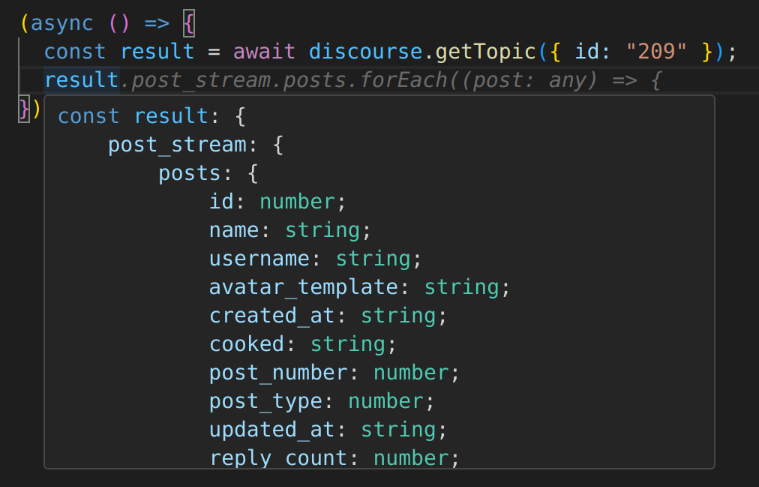 (async () => {
const result = await discourse.getTopic({ id: "209" });
result.post_stream.posts.forEach((post: any) => {
})
const result: {
post_stream: {
posts: {
id: number;
name: string;
username: string;
avatar_template: string;
created_at: string;
cooked: string;
post_number: number;
post_type: number;
updated_at: string;
reply_count: number;